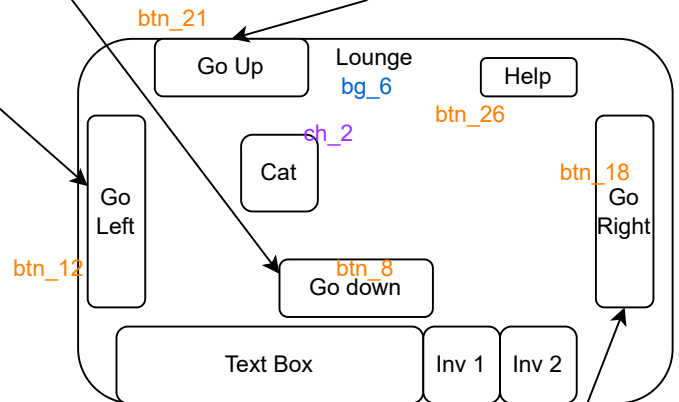 btn_21
Go Up
Lounge
bg_6
Help
btn_26
ch_2
Cat
btn_18
Go
Right
Go
Left
btn_12
btn_8
Go down
Text Box
Inv 1
Inv 2